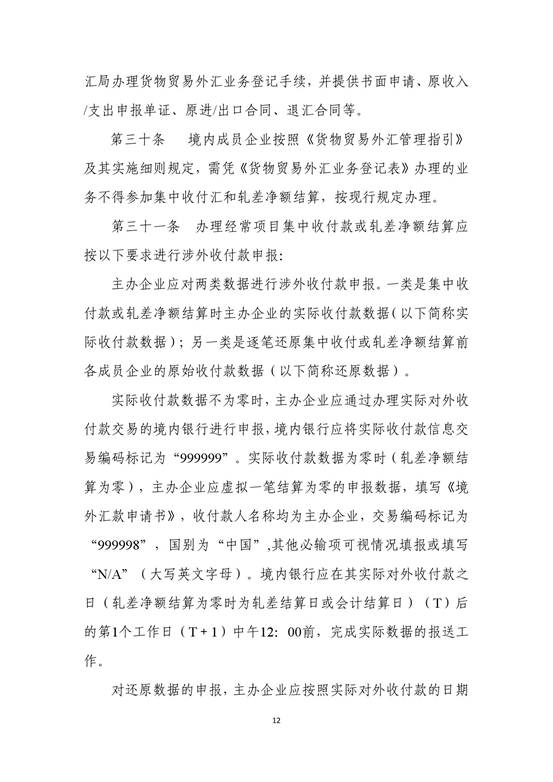 汇局办理货物贸易外汇业务登记手续,并提供书面申请、原收入
/支出申报单证、原进/出口合同、退汇合同等。
第三十条 境内成员企业按照《货物贸易外汇管理指引》
及其实施细则规定，需凭《货物贸易外汇业务登记表》办理的业
务不得参加集中收付汇和轧差净额结算，按现行规定办理。
第三十一条 办理经常项目集中收付款或轧差净额结算应
按以下要求进行涉外收付款申报：
主办企业应对两类数据进行涉外收付款申报。一类是集中收
付款或轧差净额结算时主办企业的实际收付款数据（以下简称实
际收付款数据）；另一类是逐笔还原集中收付或轧差净额结算前
各成员企业的原始收付款数据（以下简称还原数据）。
实际收付款数据不为零时,主办企业应通过办理实际对外收
付款交易的境内银行进行申报,境内银行应将实际收付款信息交
易编码标记为“999999”。实际收付款数据为零时（轧差净额结
算为零），主办企业应虚拟一笔结算为零的申报数据，填写《境
外汇款申请书》，收付款人名称均为主办企业，交易编码标记为
“999998”，国别为“中国”,其他必输项可视情况填报或填写
“N/A”（大写英文字母）。境内银行应在其实际对外收付款之
日（轧差净额结算为零时为轧差结算日或会计结算日）（T）后
的第1个工作日（T+1）中午12：00前，完成实际数据的报送工
作。
对还原数据的申报,主办企业应按照实际对外收付款的日期
12